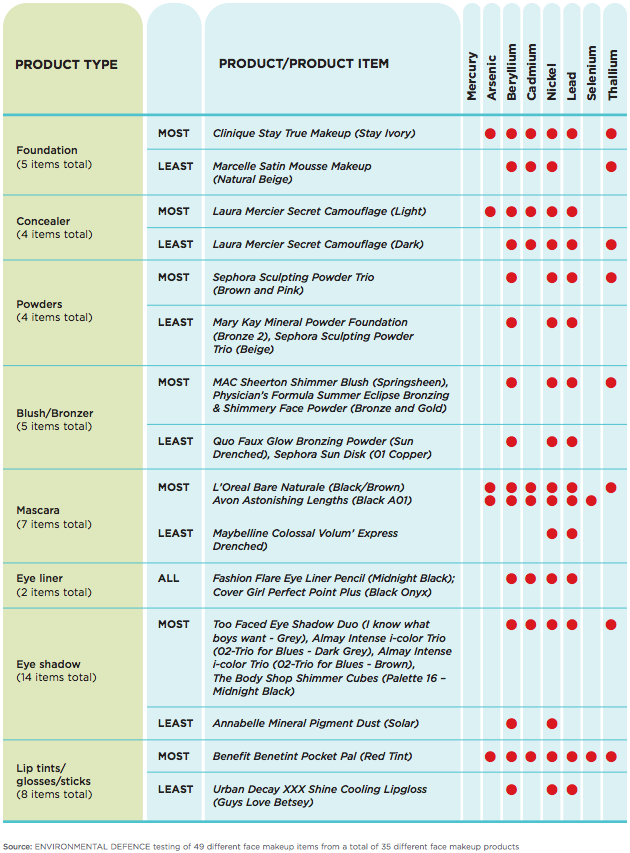 PRODUCT TYPE
PRODUCT/PRODUCT ITEM
Mercury
Arsenic
Beryllium
Cadmium
Nickel
Lead
Selenium
Thallium
Foundation
(5 items total)
MOST
Clinique Stay True Makeup (Stay Ivory)
LEAST
Marcelle Satin Mousse Makeup
(Natural Beige)
Concealer
(4 items total)
MOST
Laura Mercier Secret Camouflage (Light)
LEAST
Laura Mercier Secret Camouflage (Dark)
Powders
(4 items total)
MOST
Sephora Sculpting Powder Trio
(Brown and Pink)
LEAST
Mary Kay Mineral Powder Foundation
(Bronze 2), Sephora Sculpting Powder
Trio (Beige)
Blush/Bronzer
(5 items total)
MOST
MAC Sheerton Shimmer Blush (Springsheen),
Physician's Formula Summer Eclipse Bronzing
& Shimmery Face Powder (Bronze and Gold)
LEAST
Quo Faux Glow Bronzing Powder (Sun
Drenched), Sephora Sun Disk (01 Copper)
Mascara
(7 items total)
MOST
L'Oreal Bare Naturale (Black/Brown)
Avon Astonishing Lengths (Black A01)
LEAST
Maybelline Colossal Volum' Express
Drenched)
Eye liner
(2 items total)
ALL
Fashion Flare Eye Liner Pencil (Midnight Black);
Cover Girl Perfect Point Plus (Black Onyx)
Eye shadow
(14 items total)
MOST
Too Faced Eye Shadow Duo (I know what
boys want - Grey), Almay Intense i-color Trio
(02-Trio for Blues - Dark Grey), Almay Intense
i-color Trio (02-Trio for Blues - Brown),
The Body Shop Shimmer Cubes (Palette 16 –
Midnight Black)
LEAST
Annabelle Mineral Pigment Dust (Solar)
Lip tints/
glosses/sticks
(8 items total)
MOST
Benefit Benetint Pocket Pal (Red Tint)
LEAST
Urban Decay XXX Shine Cooling Lipgloss
(Guys Love Betsey)
Source: ENVIRONMENTAL DEFENCE testing of 49 different face makeup items from a total of 35 different face makeup products